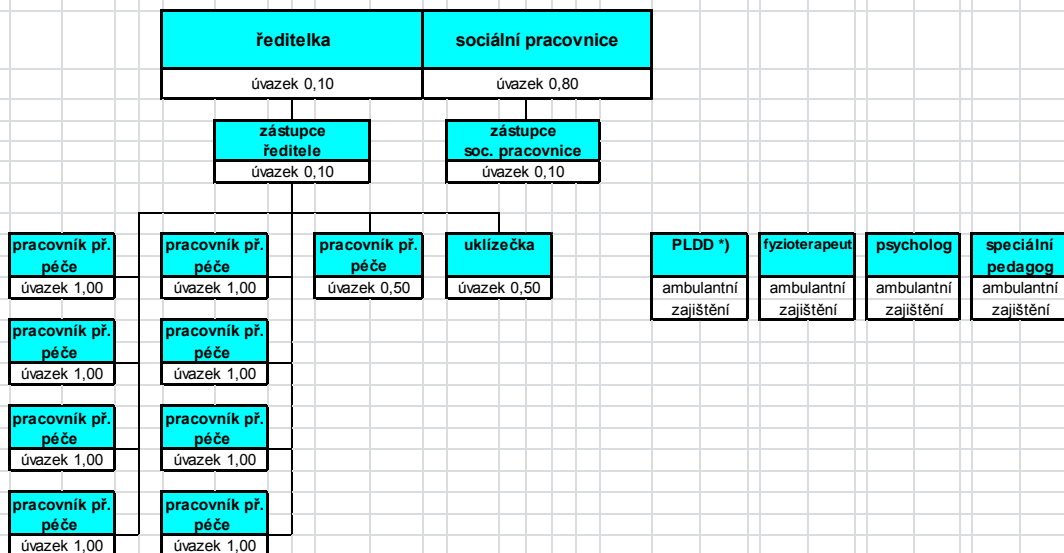 ředitelka
sociální pracovnice
úvazek 0,10
úvazek 0,80
zástupce
ředitele
úvazek 0,10
zástupce
soc. pracovnice
úvazek 0,10
pracovník př.
péče
úvazek 1,00
pracovník př.
péče
úvazek 1,00
pracovník př.
péče
úvazek 0,50
uklízečka
úvazek 0,50
PLDD *)
ambulantní
zajištění
fyzioterapeut
ambulantní
zajištění
psycholog
ambulantní
zajištění
speciální
pedagog
ambulantní
zajištění
pracovník př.
péče
úvazek 1,00
pracovník př.
péče
úvazek 1,00
pracovník př.
péče
úvazek 1,00
pracovník př.
péče
úvazek 1,00
pracovník př.
péče
úvazek 1,00
pracovník př.
péče
úvazek 1,00